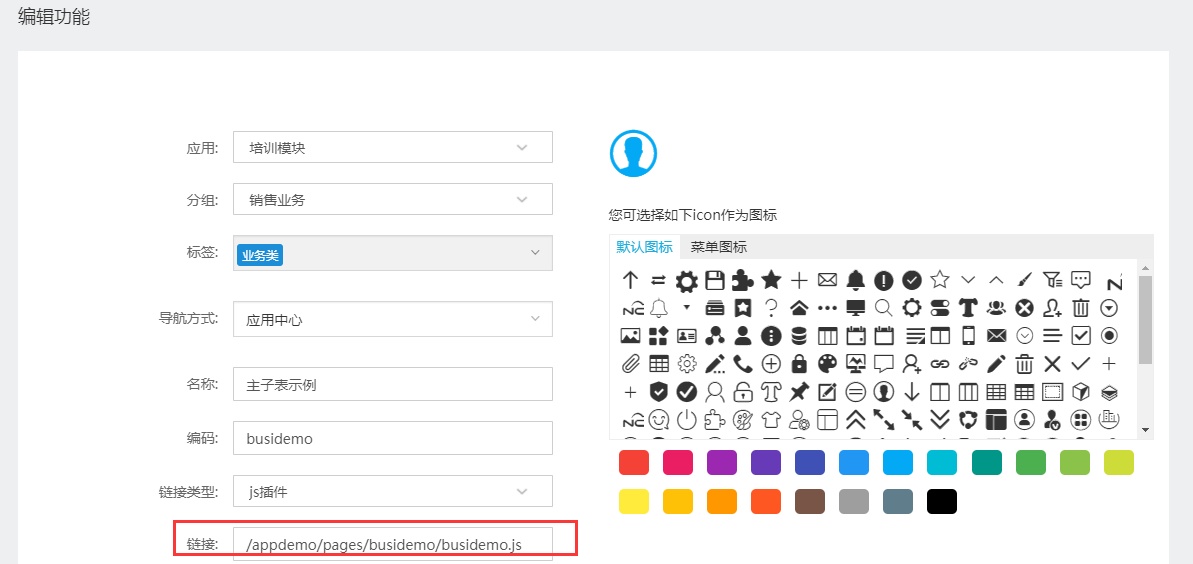 编辑功能
应用: 培训模块
分组: 销售业务
标签: 业务类
导航方式: 应用中心
名称: 主子表示例
编码: busidemo
链接类型: js插件
链接: /appdemo/pages/busidemo/busidemo.js
您可选择如下icon作为图标
默认图标 菜单图标